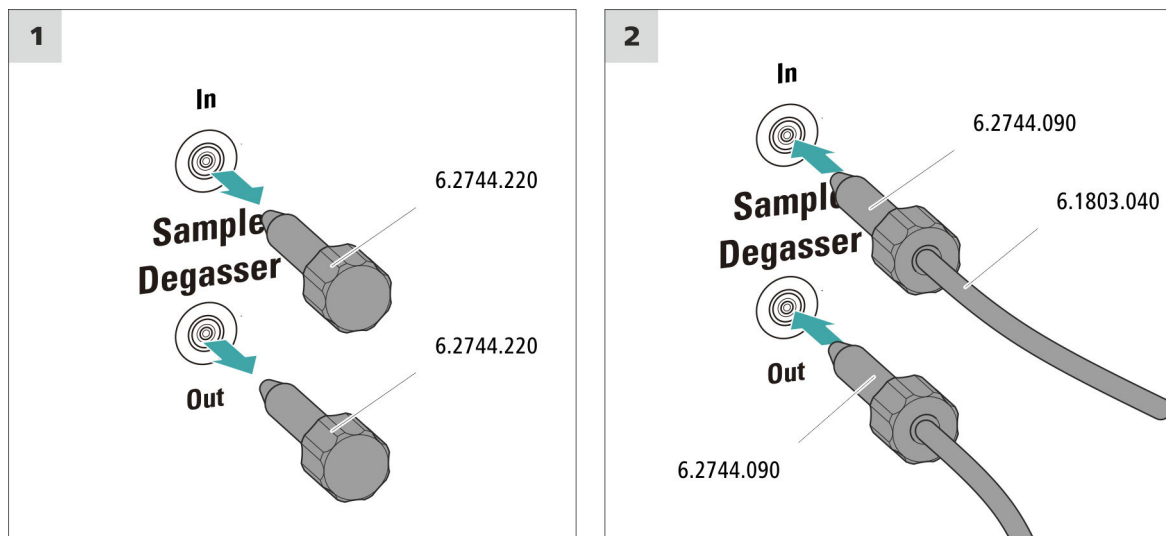 1
In
6.2744.220
Sample
Degasser
6.2744.220
Out
2
In
6.2744.090
6.1803.040
Sample
Degasser
Out
6.2744.090